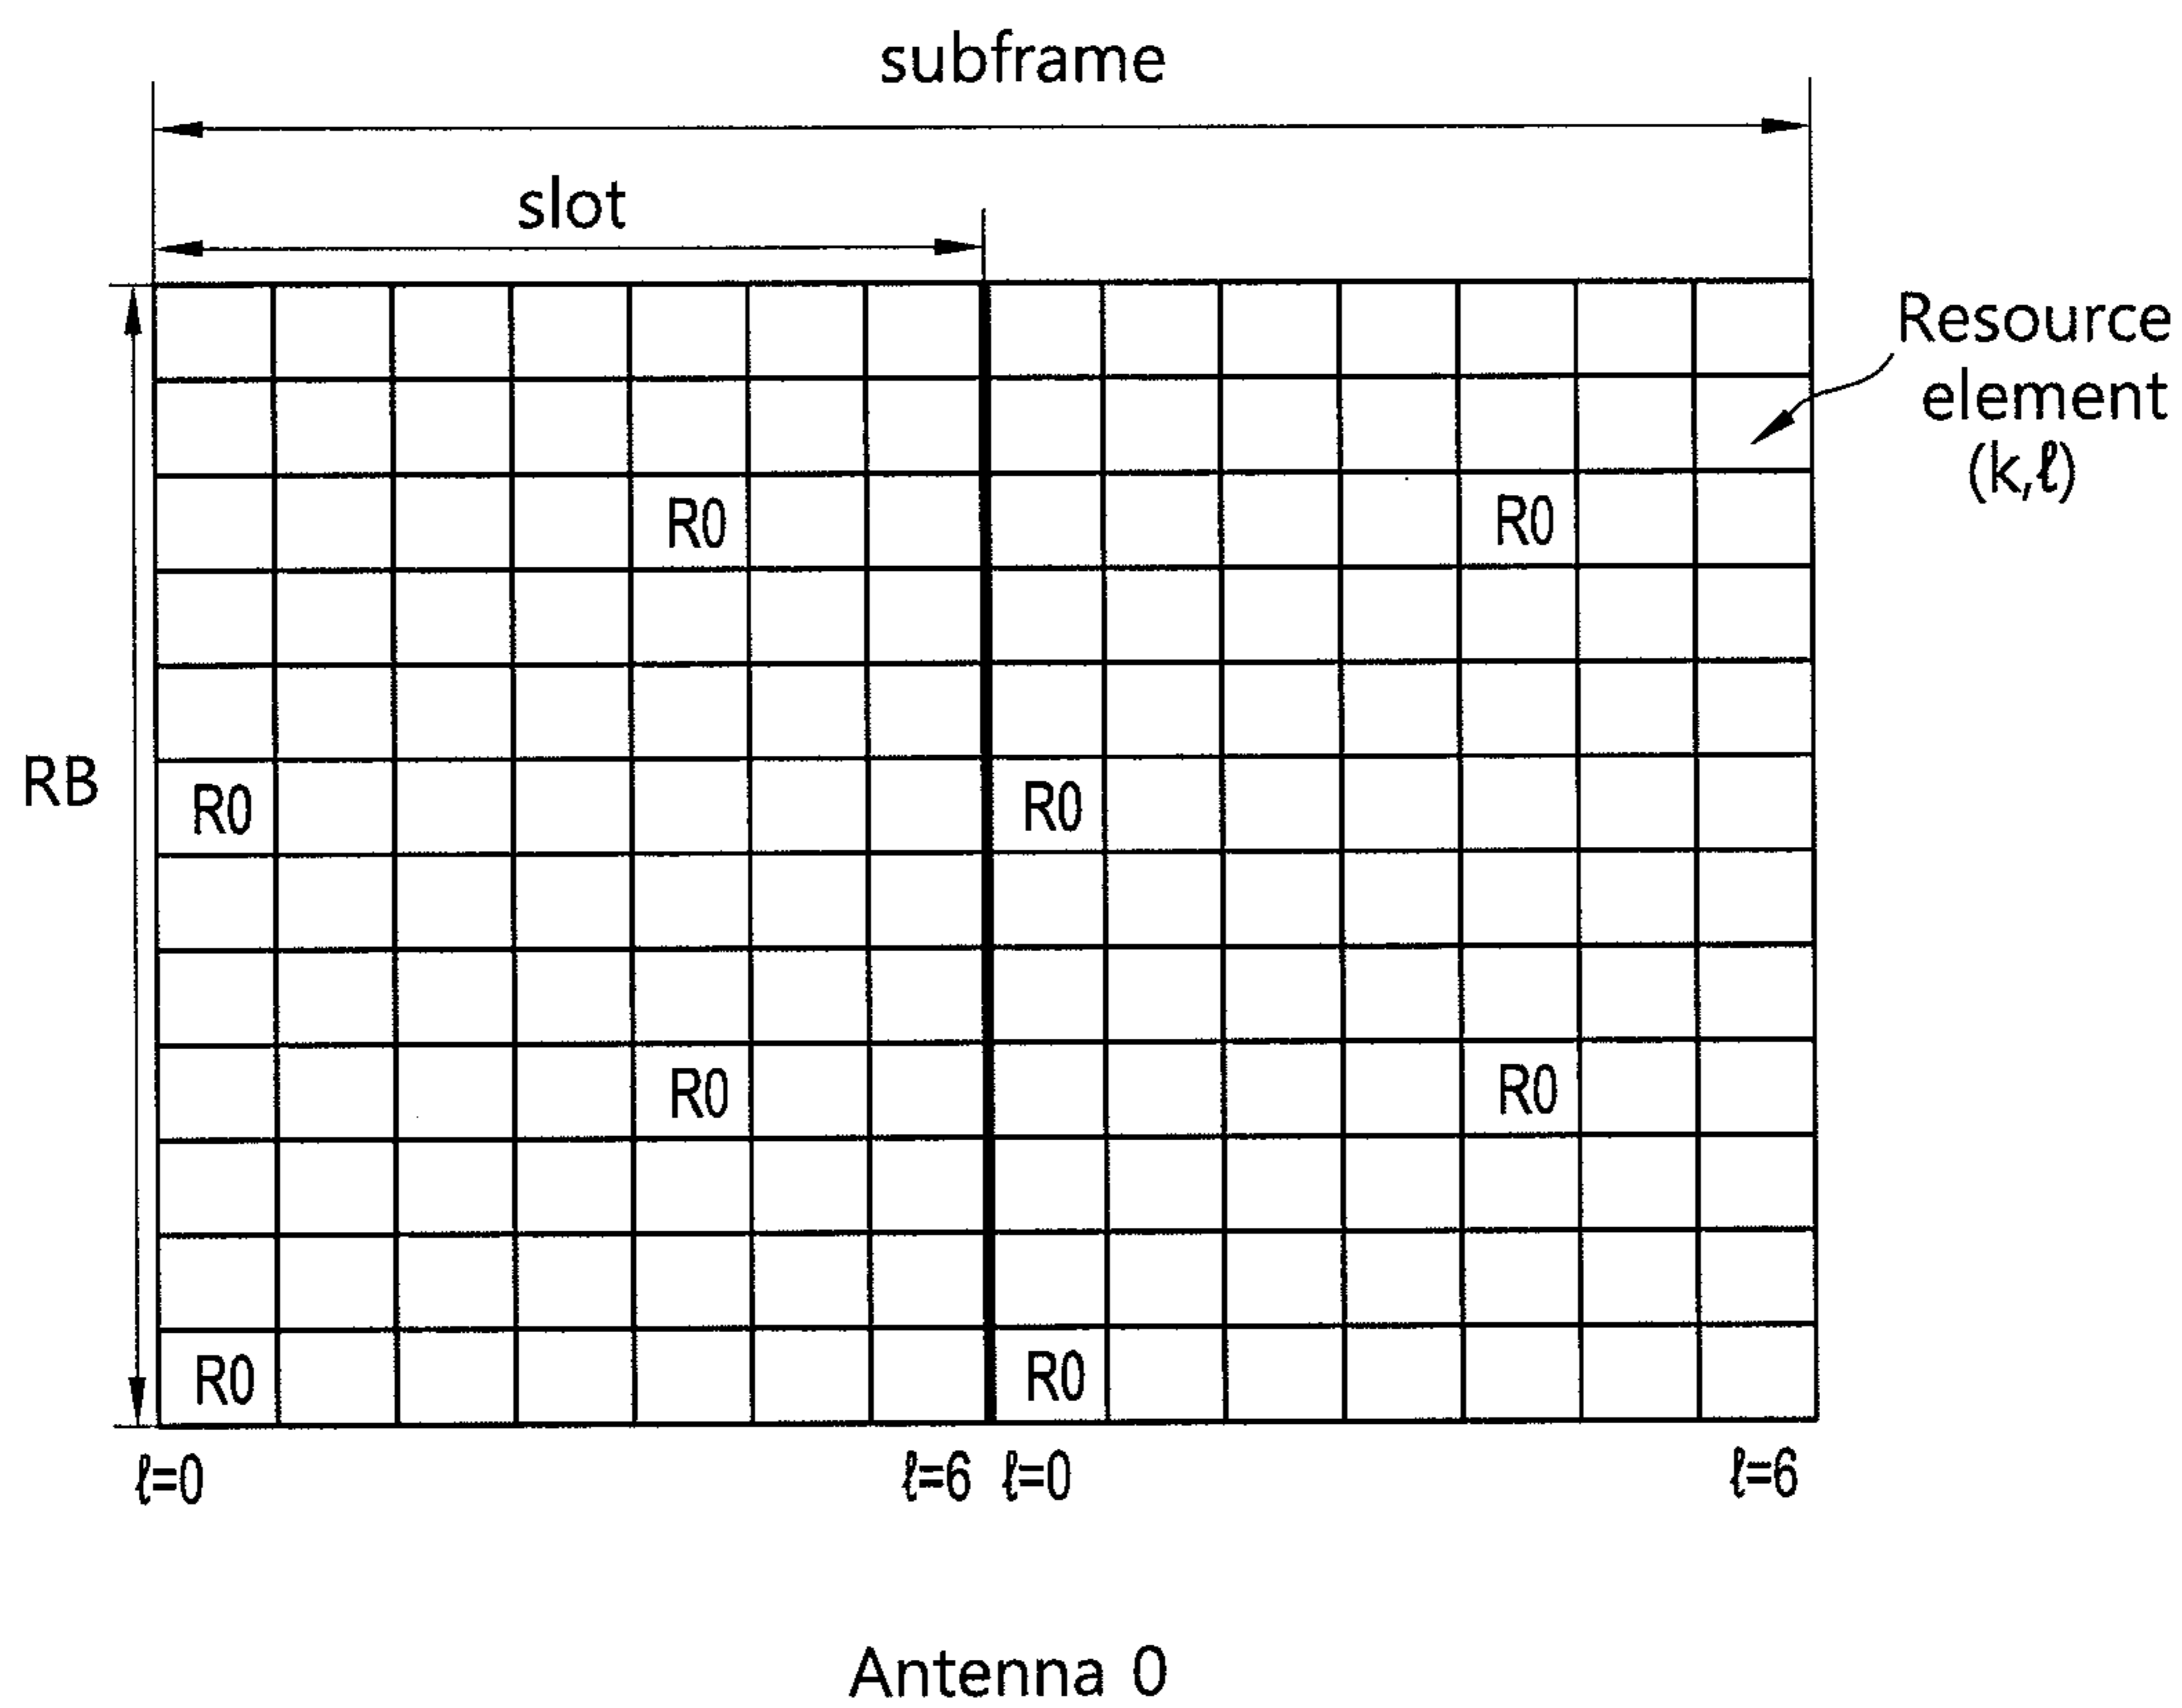 subframe
slot
Resource
element
(k,ℓ)
R0 R0
RB
R0 R0
R0 R0
R0 R0
ℓ=0 ℓ=6 ℓ=0 ℓ=6
Antenna 0